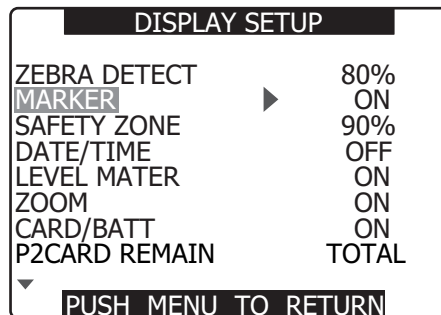 DISPLAY SETUP
ZEBRA DETECT 80%
MARKER ON
SAFETY ZONE 90%
DATE/TIME OFF
LEVEL MATER ON
ZOOM ON
CARD/BATT ON
P2CARD REMAIN TOTAL
PUSH MENU TO RETURN